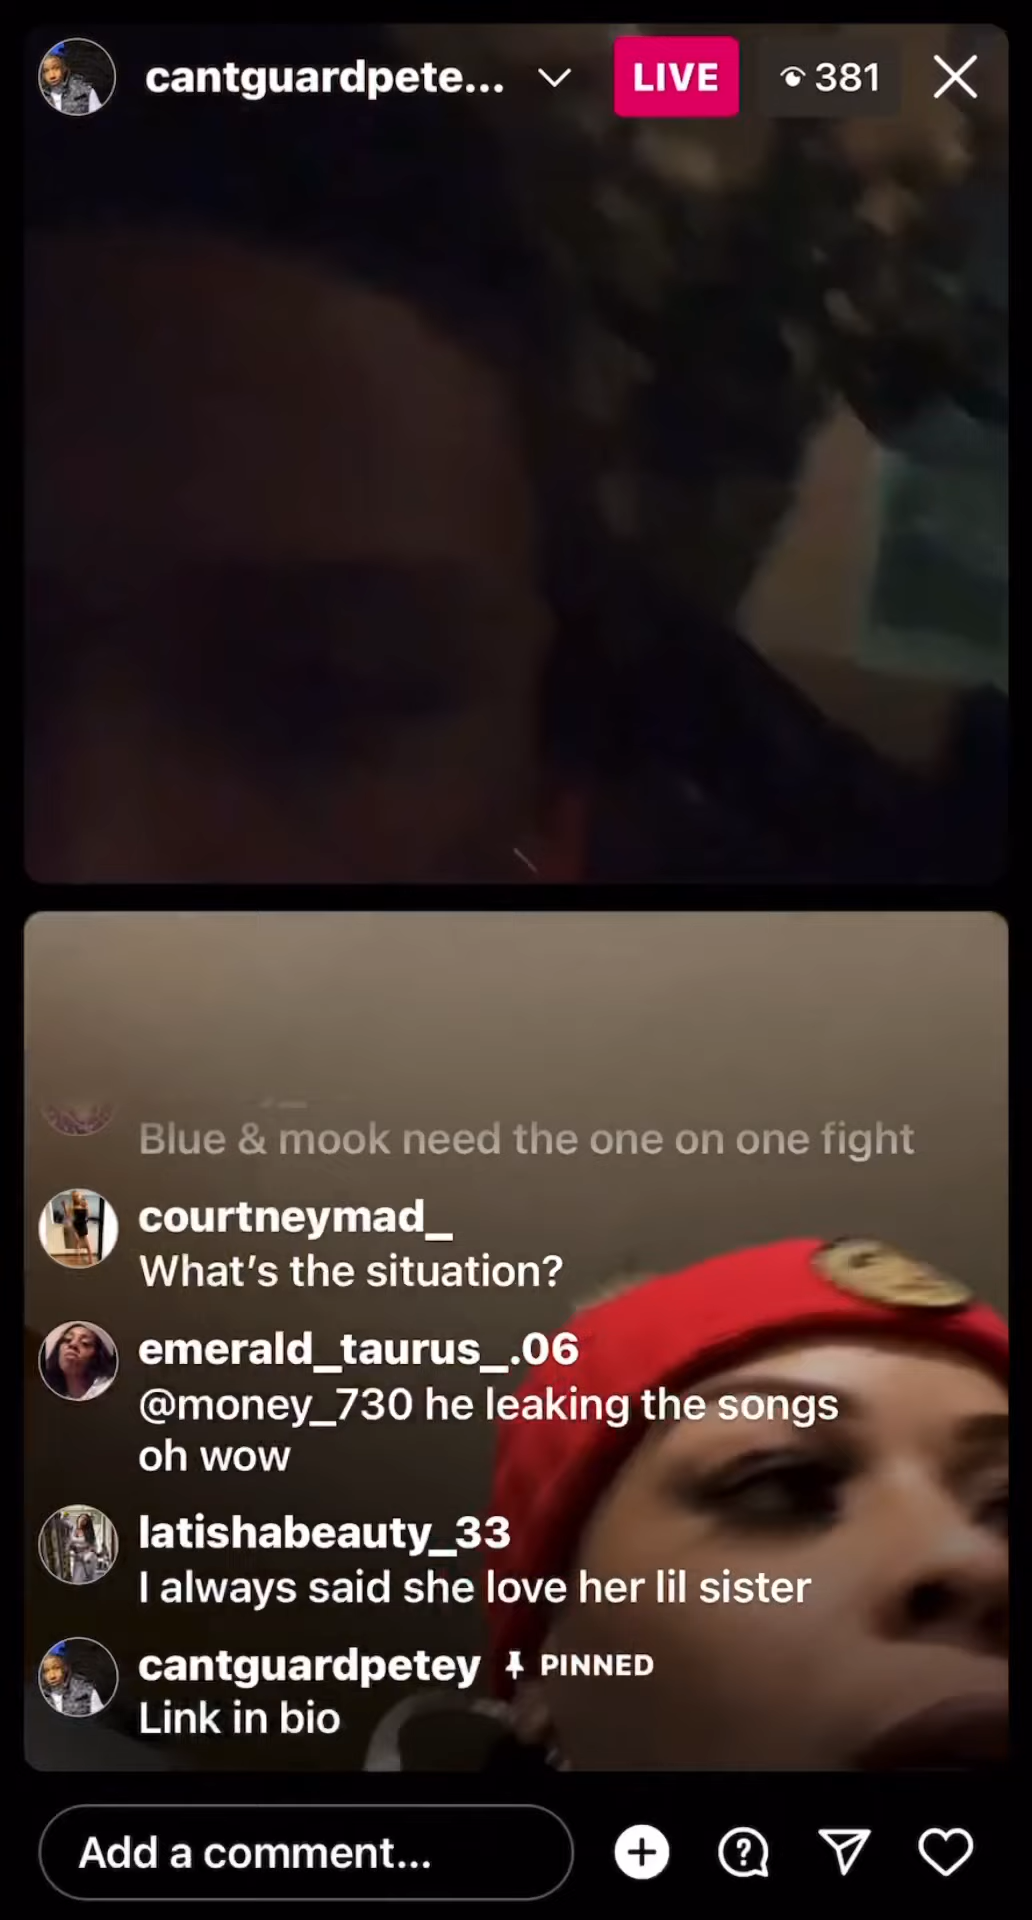 cantguardpete...
LIVE
381
Blue & mook need the one on one fight
courtneymad_
What's the situation?
emerald_taurus_.06
@money_730 he leaking the songs
oh wow
latishabeauty_33
I always said she love her lil sister
cantguardpetey PINNED
Link in bio
Add a comment...